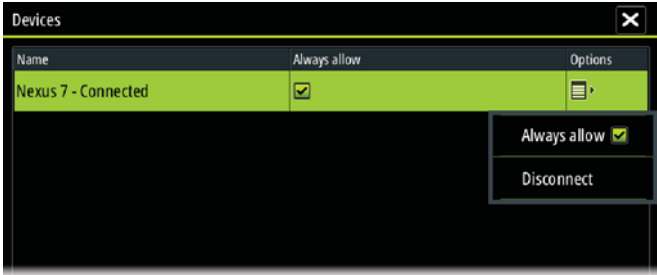 Devices
Name Always allow Options
Nexus 7 - Connected
Always allow
Disconnect